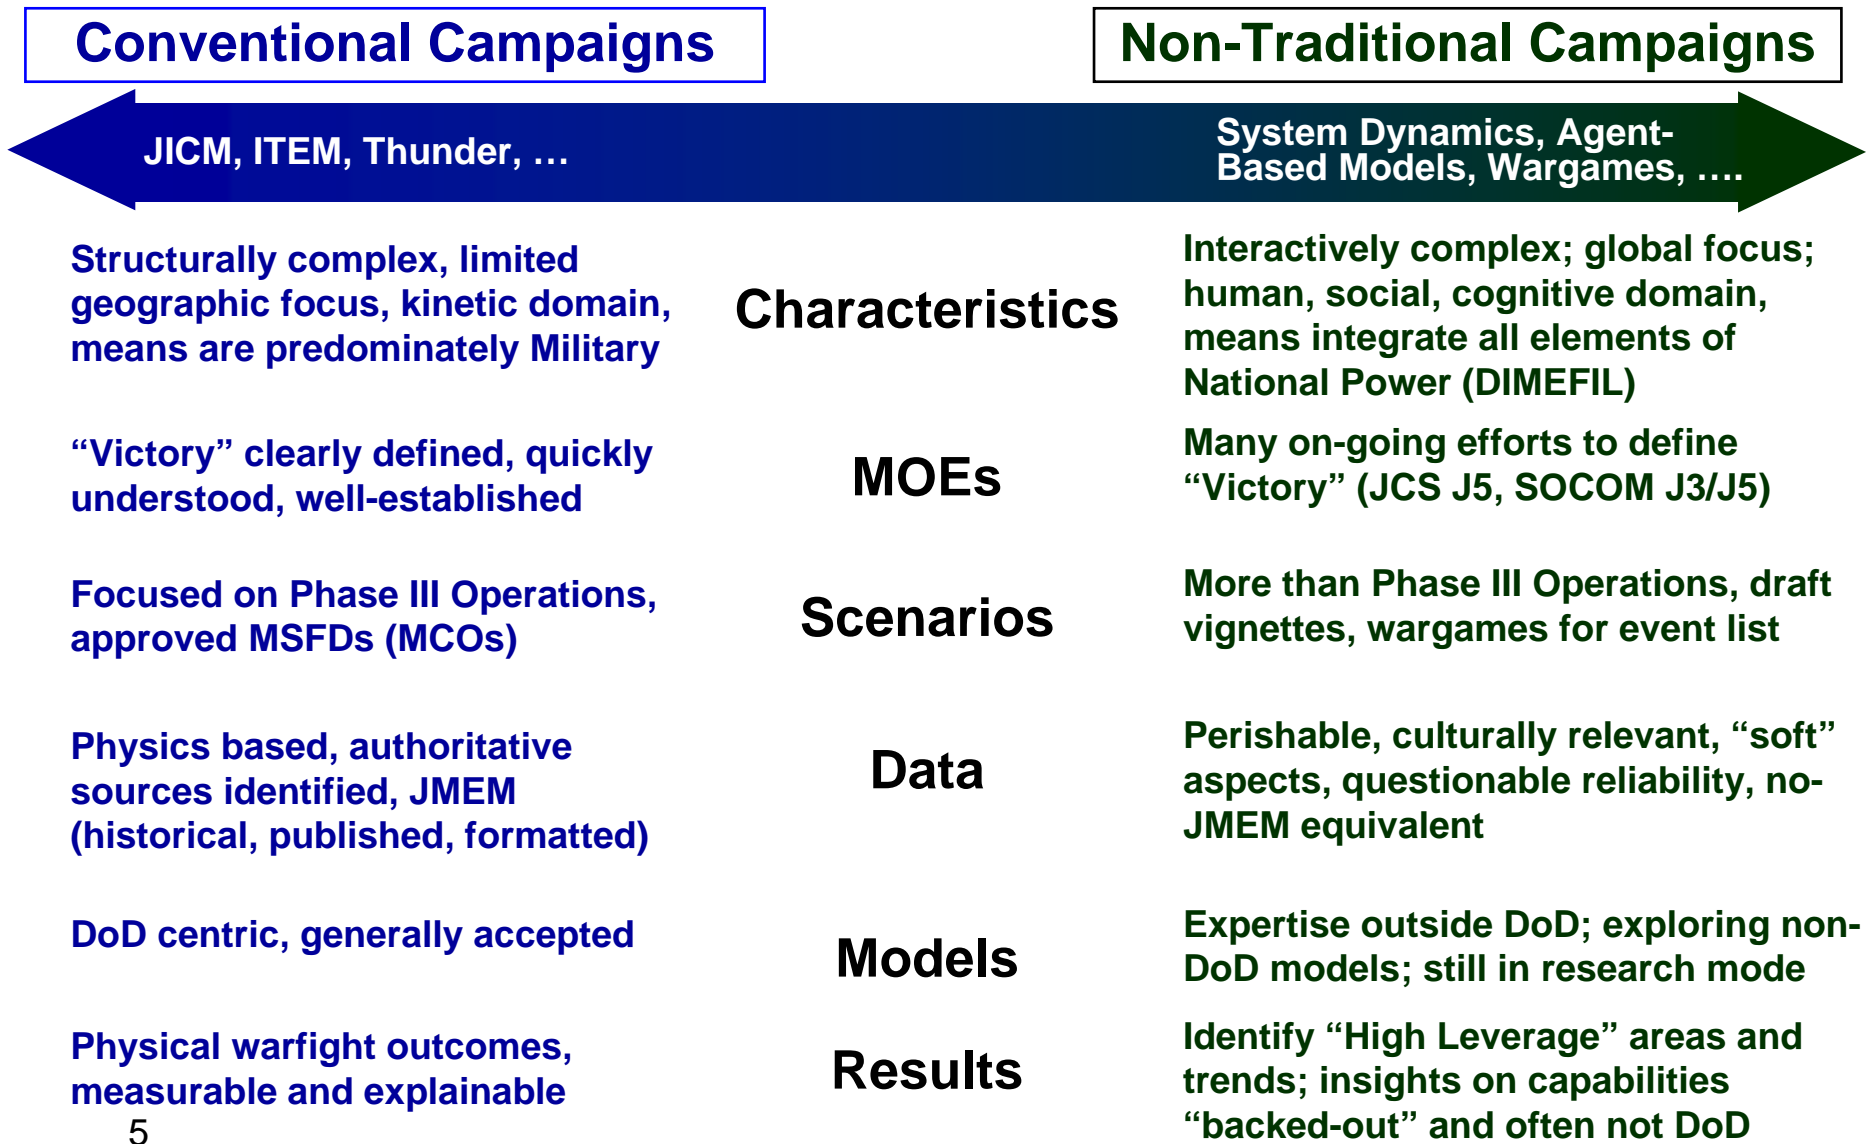 Conventional Campaigns
Non-Traditional Campaigns
JICM, ITEM, Thunder, …
System Dynamics, Agent-
Based Models, Wargames, ….
Structurally complex, limited
geographic focus, kinetic domain,
means are predominately Military
Characteristics
Interactively complex; global focus;
human, social, cognitive domain,
means integrate all elements of
National Power (DIMEFIL)
“Victory” clearly defined, quickly
understood, well-established
MOEs
Many on-going efforts to define
“Victory” (JCS J5, SOCOM J3/J5)
Focused on Phase III Operations,
approved MSFDs (MCOs)
Scenarios
More than Phase III Operations, draft
vignettes, wargames for event list
Physics based, authoritative
sources identified, JMEM
(historical, published, formatted)
Data
Perishable, culturally relevant, “soft”
aspects, questionable reliability, no-
JMEM equivalent
DoD centric, generally accepted
Models
Expertise outside DoD; exploring non-
DoD models; still in research mode
Physical warfight outcomes,
measurable and explainable
Results
Identify “High Leverage” areas and
trends; insights on capabilities
“backed-out” and often not DoD
5